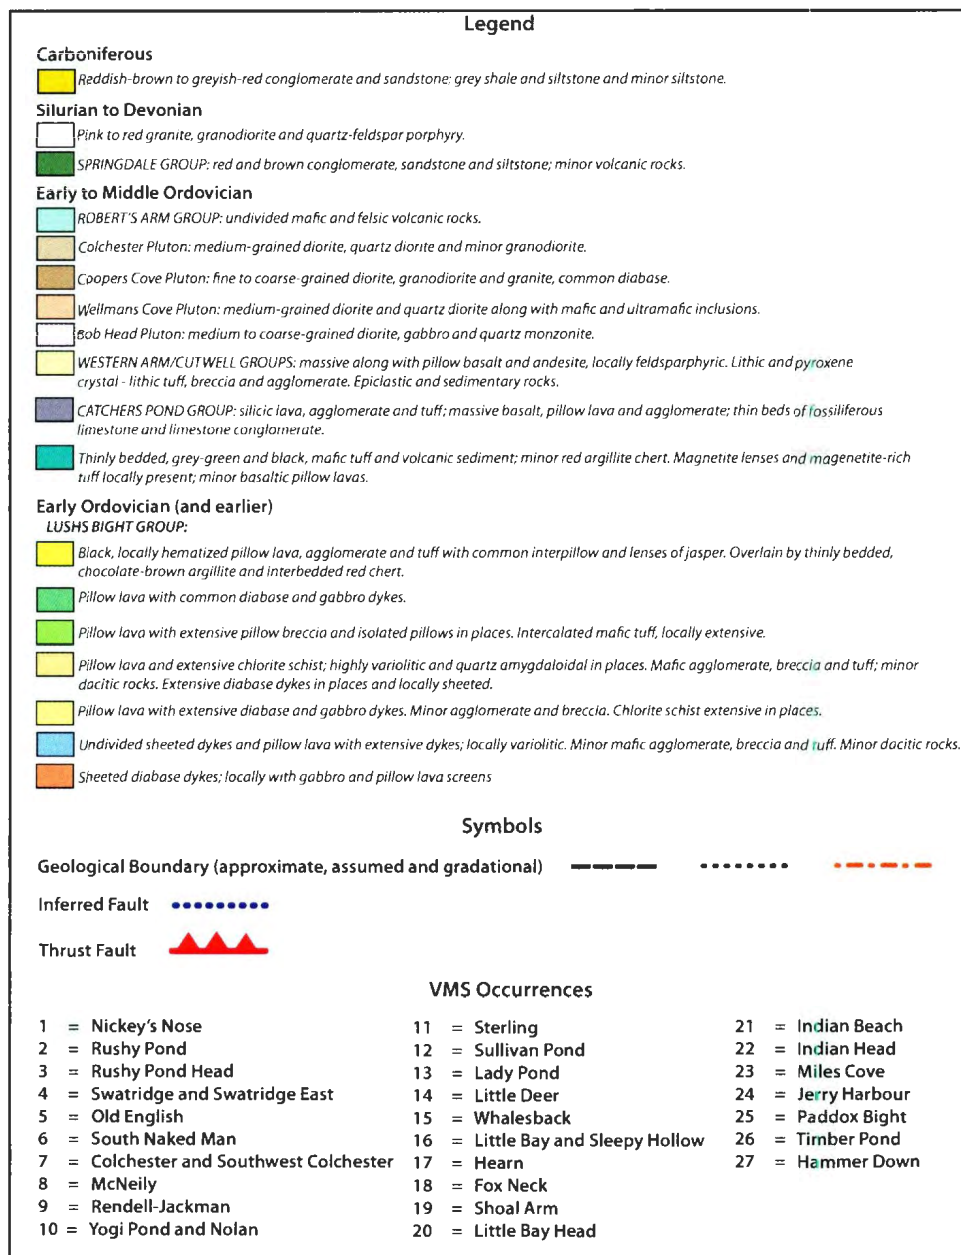 Legend
Carboniferous
Reddish-brown to greyish-red conglomerate and sandstone: grey shale and siltstone and minor siltstone.
Silurian to Devonian
Pink to red granite, granodiorite and quartz-feldspar porphyry.
SPRINGDALE GROUP: red and brown conglomerate, sandstone and siltstone; minor volcanic rocks.
Early to Middle Ordovician
ROBERT'S ARM GROUP: undivided mafic and felsic volcanic rocks.
Colchester Pluton: medium-grained diorite, quartz diorite and minor granodiorite.
Coopers Cove Pluton: fine to coarse-grained diorite, granodiorite and granite, common diabase.
Wellmans Cove Pluton: medium-grained diorite and quartz diorite along with mafic and ultramafic inclusions.
Bob Head Pluton: medium to coarse-grained diorite, gabbro and quartz monzonite.
WESTERN ARM/CUTWELL GROUPS: massive along with pillow basalt and andesite, locally feldsparphyric. Lithic and pyroxene
crystal - lithic tuff, breccia and agglomerate. Epiclastic and sedimentary rocks.
CATCHERS POND GROUP: silicic lava, agglomerate and tuff; massive basalt, pillow lava and agglomerate; thin beds of fossiliferous
limestone and limestone conglomerate.
Thinly bedded, grey-green and black, mafic tuff and volcanic sediment; minor red argillite chert. Magnetite lenses and magenetite-rich
tuff locally present; minor basaltic pillow lavas.
Early Ordovician (and earlier)
LUSHS BIGHT GROUP:
Black, locally hematized pillow lava, agglomerate and tuff with common interpillow and lenses of jasper. Overlain by thinly bedded,
chocolate-brown argillite and interbedded red chert.
Pillow lava with common diabase and gabbro dykes.
Pillow lava with extensive pillow breccia and isolated pillows in places. Intercalated mafic tuff, locally extensive.
Pillow lava and extensive chlorite schist; highly variolitic and quartz amygdaloidal in places. Mafic agglomerate, breccia and tuff; minor
dacitic rocks. Extensive diabase dykes in places and locally sheeted.
Pillow lava with extensive diabase and gabbro dykes. Minor agglomerate and breccia. Chlorite schist extensive in places.
Undivided sheeted dykes and pillow lava with extensive dykes; locally variolitic. Minor mafic agglomerate, breccia and tuff. Minor dacitic rocks.
Sheeted diabase dykes; locally with gabbro and pillow lava screens
Symbols
Geological Boundary (approximate, assumed and gradational)
Inferred Fault
Thrust Fault
VMS Occurrences
1 = Nickey's Nose
2 = Rushy Pond
3 = Rushy Pond Head
4 = Swatridge and Swatridge East
5 = Old English
6 = South Naked Man
7 = Colchester and Southwest Colchester
8 = McNeily
9 = Rendell-Jackman
10 = Yogi Pond and Nolan
11 = Sterling
12 = Sullivan Pond
13 = Lady Pond
14 = Little Deer
15 = Whalesback
16 = Little Bay and Sleepy Hollow
17 = Hearn
18 = Fox Neck
19 = Shoal Arm
20 = Little Bay Head
21 = Indian Beach
22 = Indian Head
23 = Miles Cove
24 = Jerry Harbour
25 = Paddox Bight
26 = Timber Pond
27 = Hammer Down